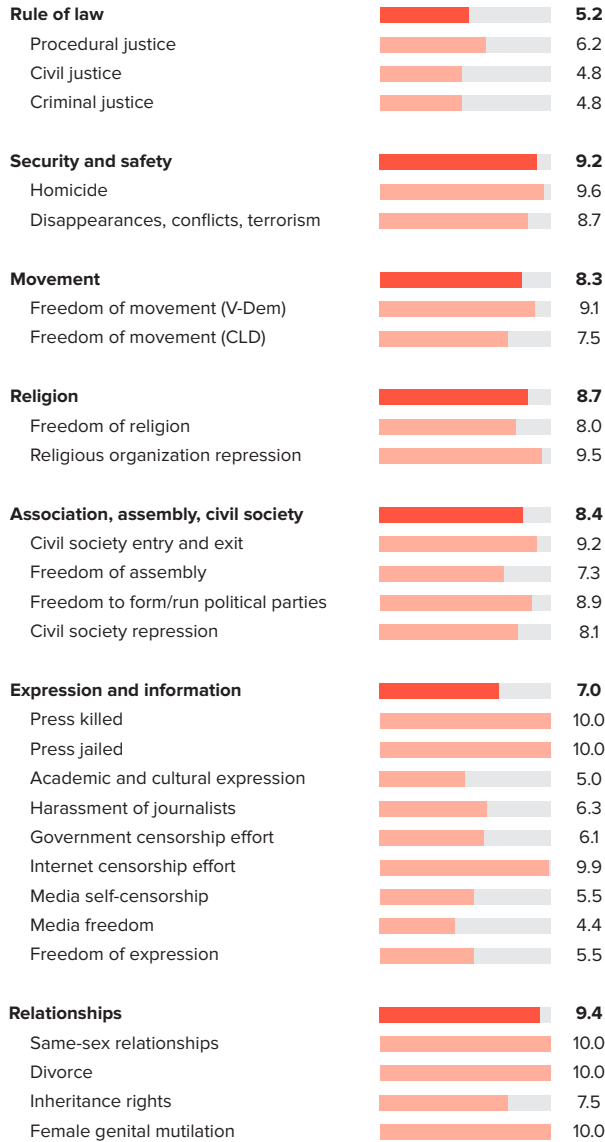 Rule of law 5.2
Procedural justice 6.2
Civil justice 4.8
Criminal justice 4.8
Security and safety 9.2
Homicide 9.6
Disappearances, conflicts, terrorism 8.7
Movement 8.3
Freedom of movement (V-Dem) 9.1
Freedom of movement (CLD) 7.5
Religion 8.7
Freedom of religion 8.0
Religious organization repression 9.5
Association, assembly, civil society 8.4
Civil society entry and exit 9.2
Freedom of assembly 7.3
Freedom to form/run political parties 8.9
Civil society repression 8.1
Expression and information 7.0
Press killed 10.0
Press jailed 10.0
Academic and cultural expression 5.0
Harassment of journalists 6.3
Government censorship effort 6.1
Internet censorship effort 9.9
Media self-censorship 5.5
Media freedom 4.4
Freedom of expression 5.5
Relationships 9.4
Same-sex relationships 10.0
Divorce 10.0
Inheritance rights 7.5
Female genital mutilation 10.0